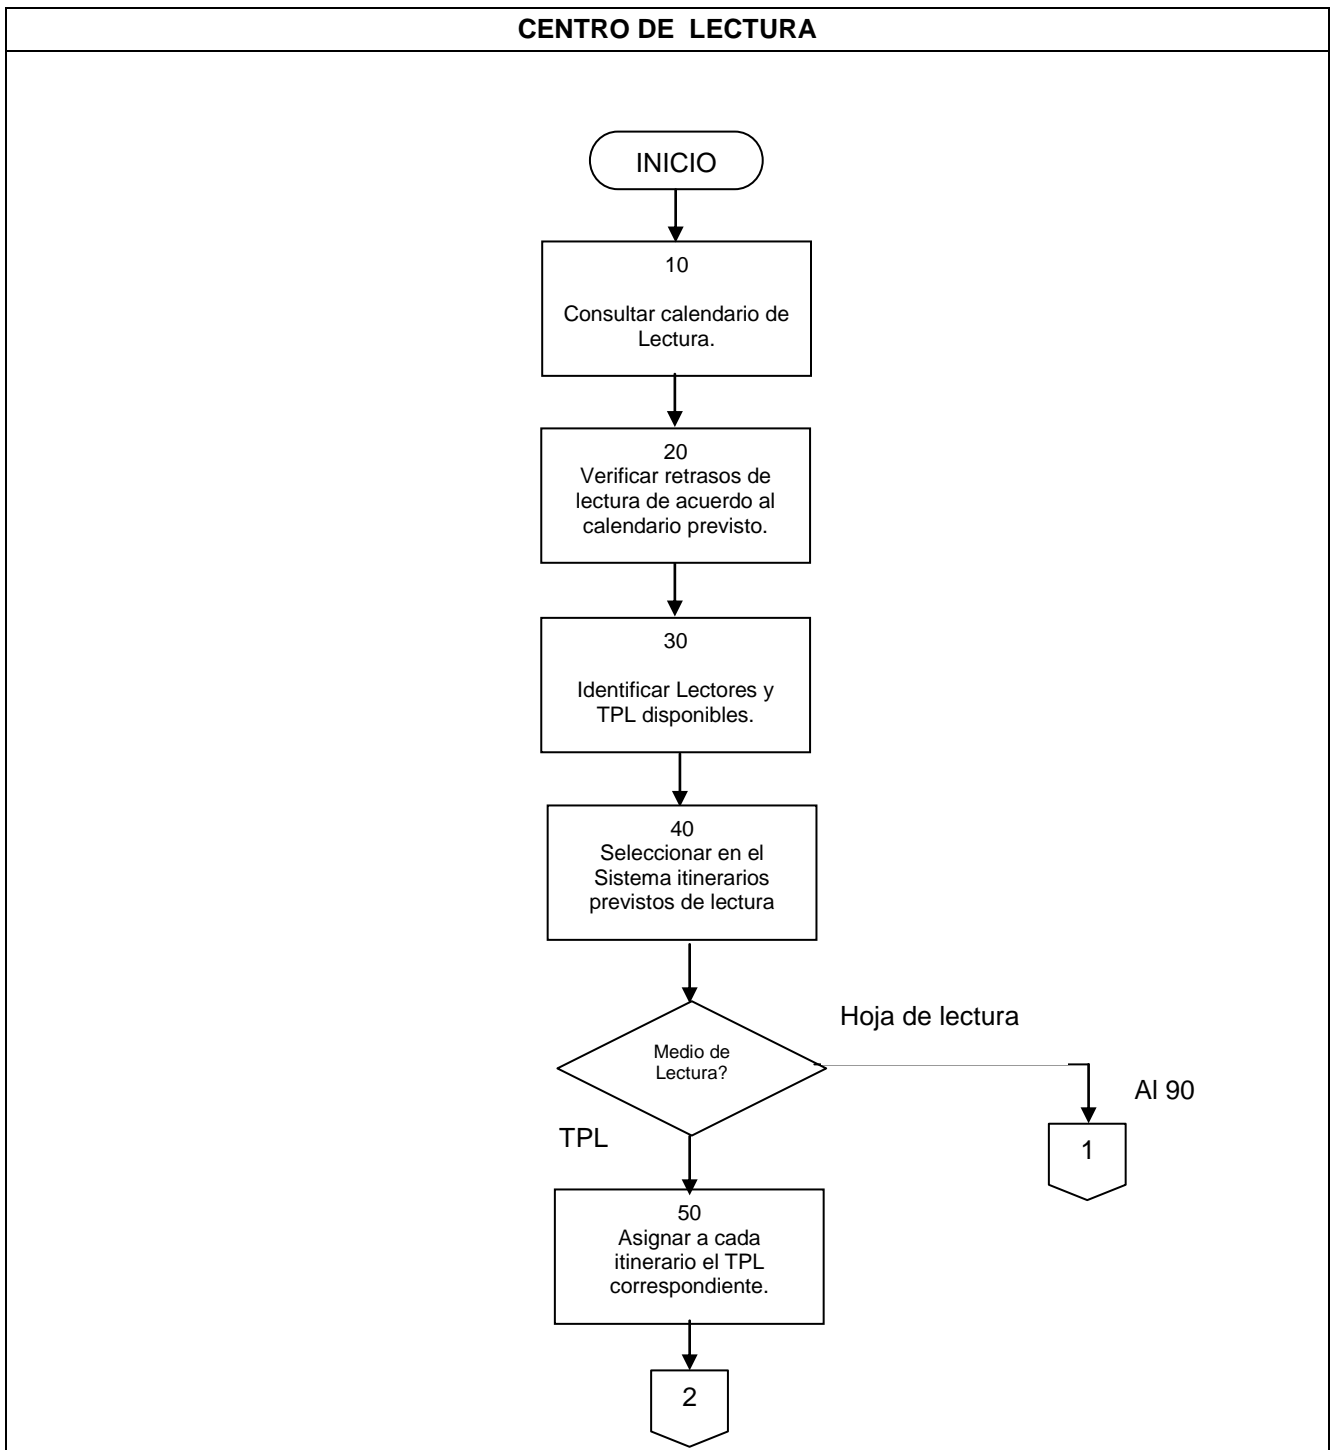 CENTRO DE LECTURA
INICIO
10
Consultar calendario de
Lectura.
20
Verificar retrasos de
lectura de acuerdo al
calendario previsto.
30
Identificar Lectores y
TPL disponibles.
40
Seleccionar en el
Sistema itinerarios
previstos de lectura
Medio de
Lectura?
Hoja de lectura
Al 90
1
TPL
50
Asignar a cada
itinerario el TPL
correspondiente.
2